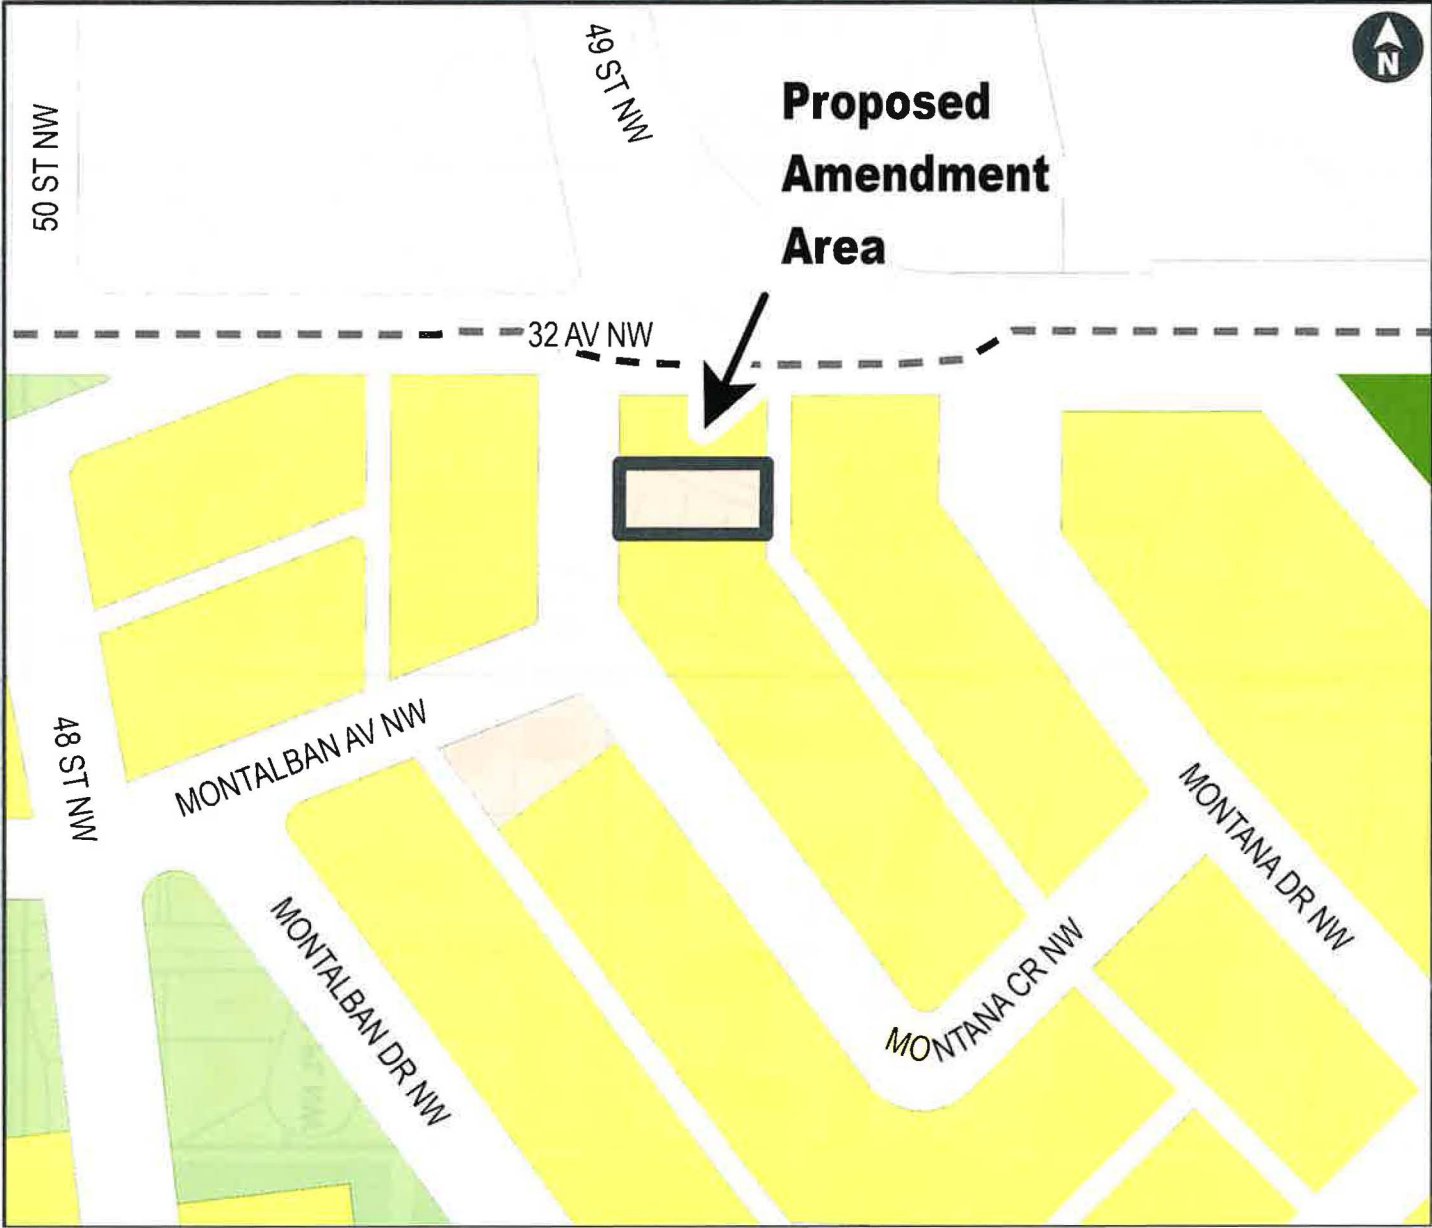 N
49 ST NW
50 ST NW
Proposed
Amendment
Area
32 AV NW
MONTALBAN AV NW
48 ST NW
MONTANA DR NW
MONTALBAN DR NW
MONTANA CR NW